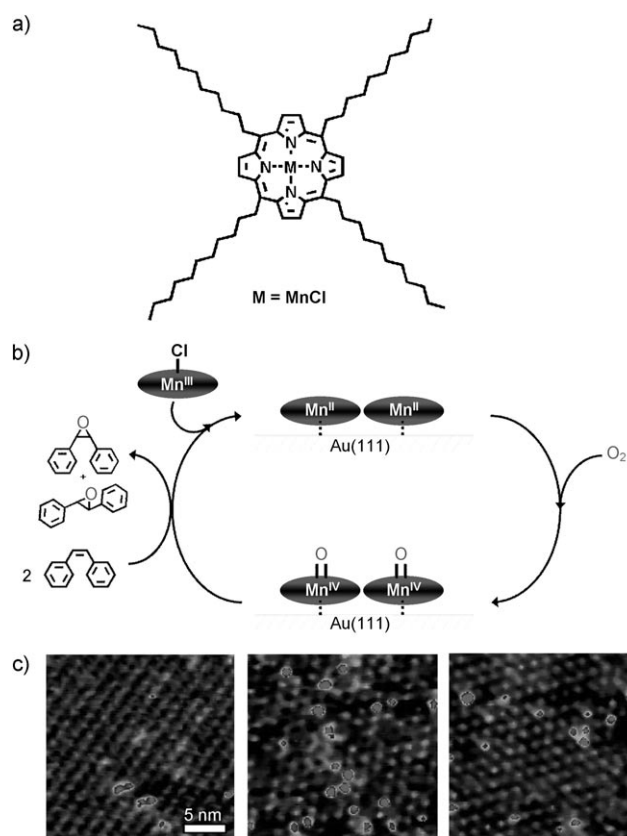 a)
N
N M N
N
M = MnCl
b)
Cl
Mn^III
Mn^II Mn^II
Au(111)
O
+
O
2
O₂
O O
Mn^IV Mn^IV
Au(111)
c)
5 nm